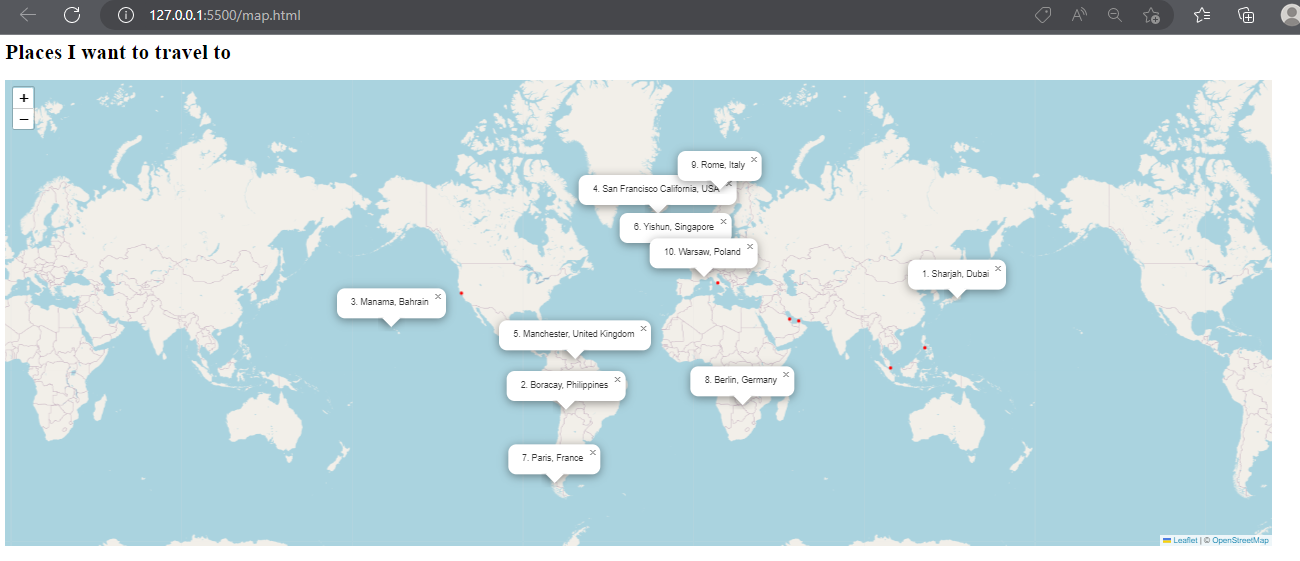 127.0.0.1:5500/map.html
Places I want to travel to
+
−
9. Rome, Italy
4. San Francisco California, USA
6. Yishun, Singapore
10. Warsaw, Poland
1. Sharjah, Dubai
3. Manama, Bahrain
5. Manchester, United Kingdom
2. Boracay, Philippines
8. Berlin, Germany
7. Paris, France
Leaflet | © OpenStreetMap